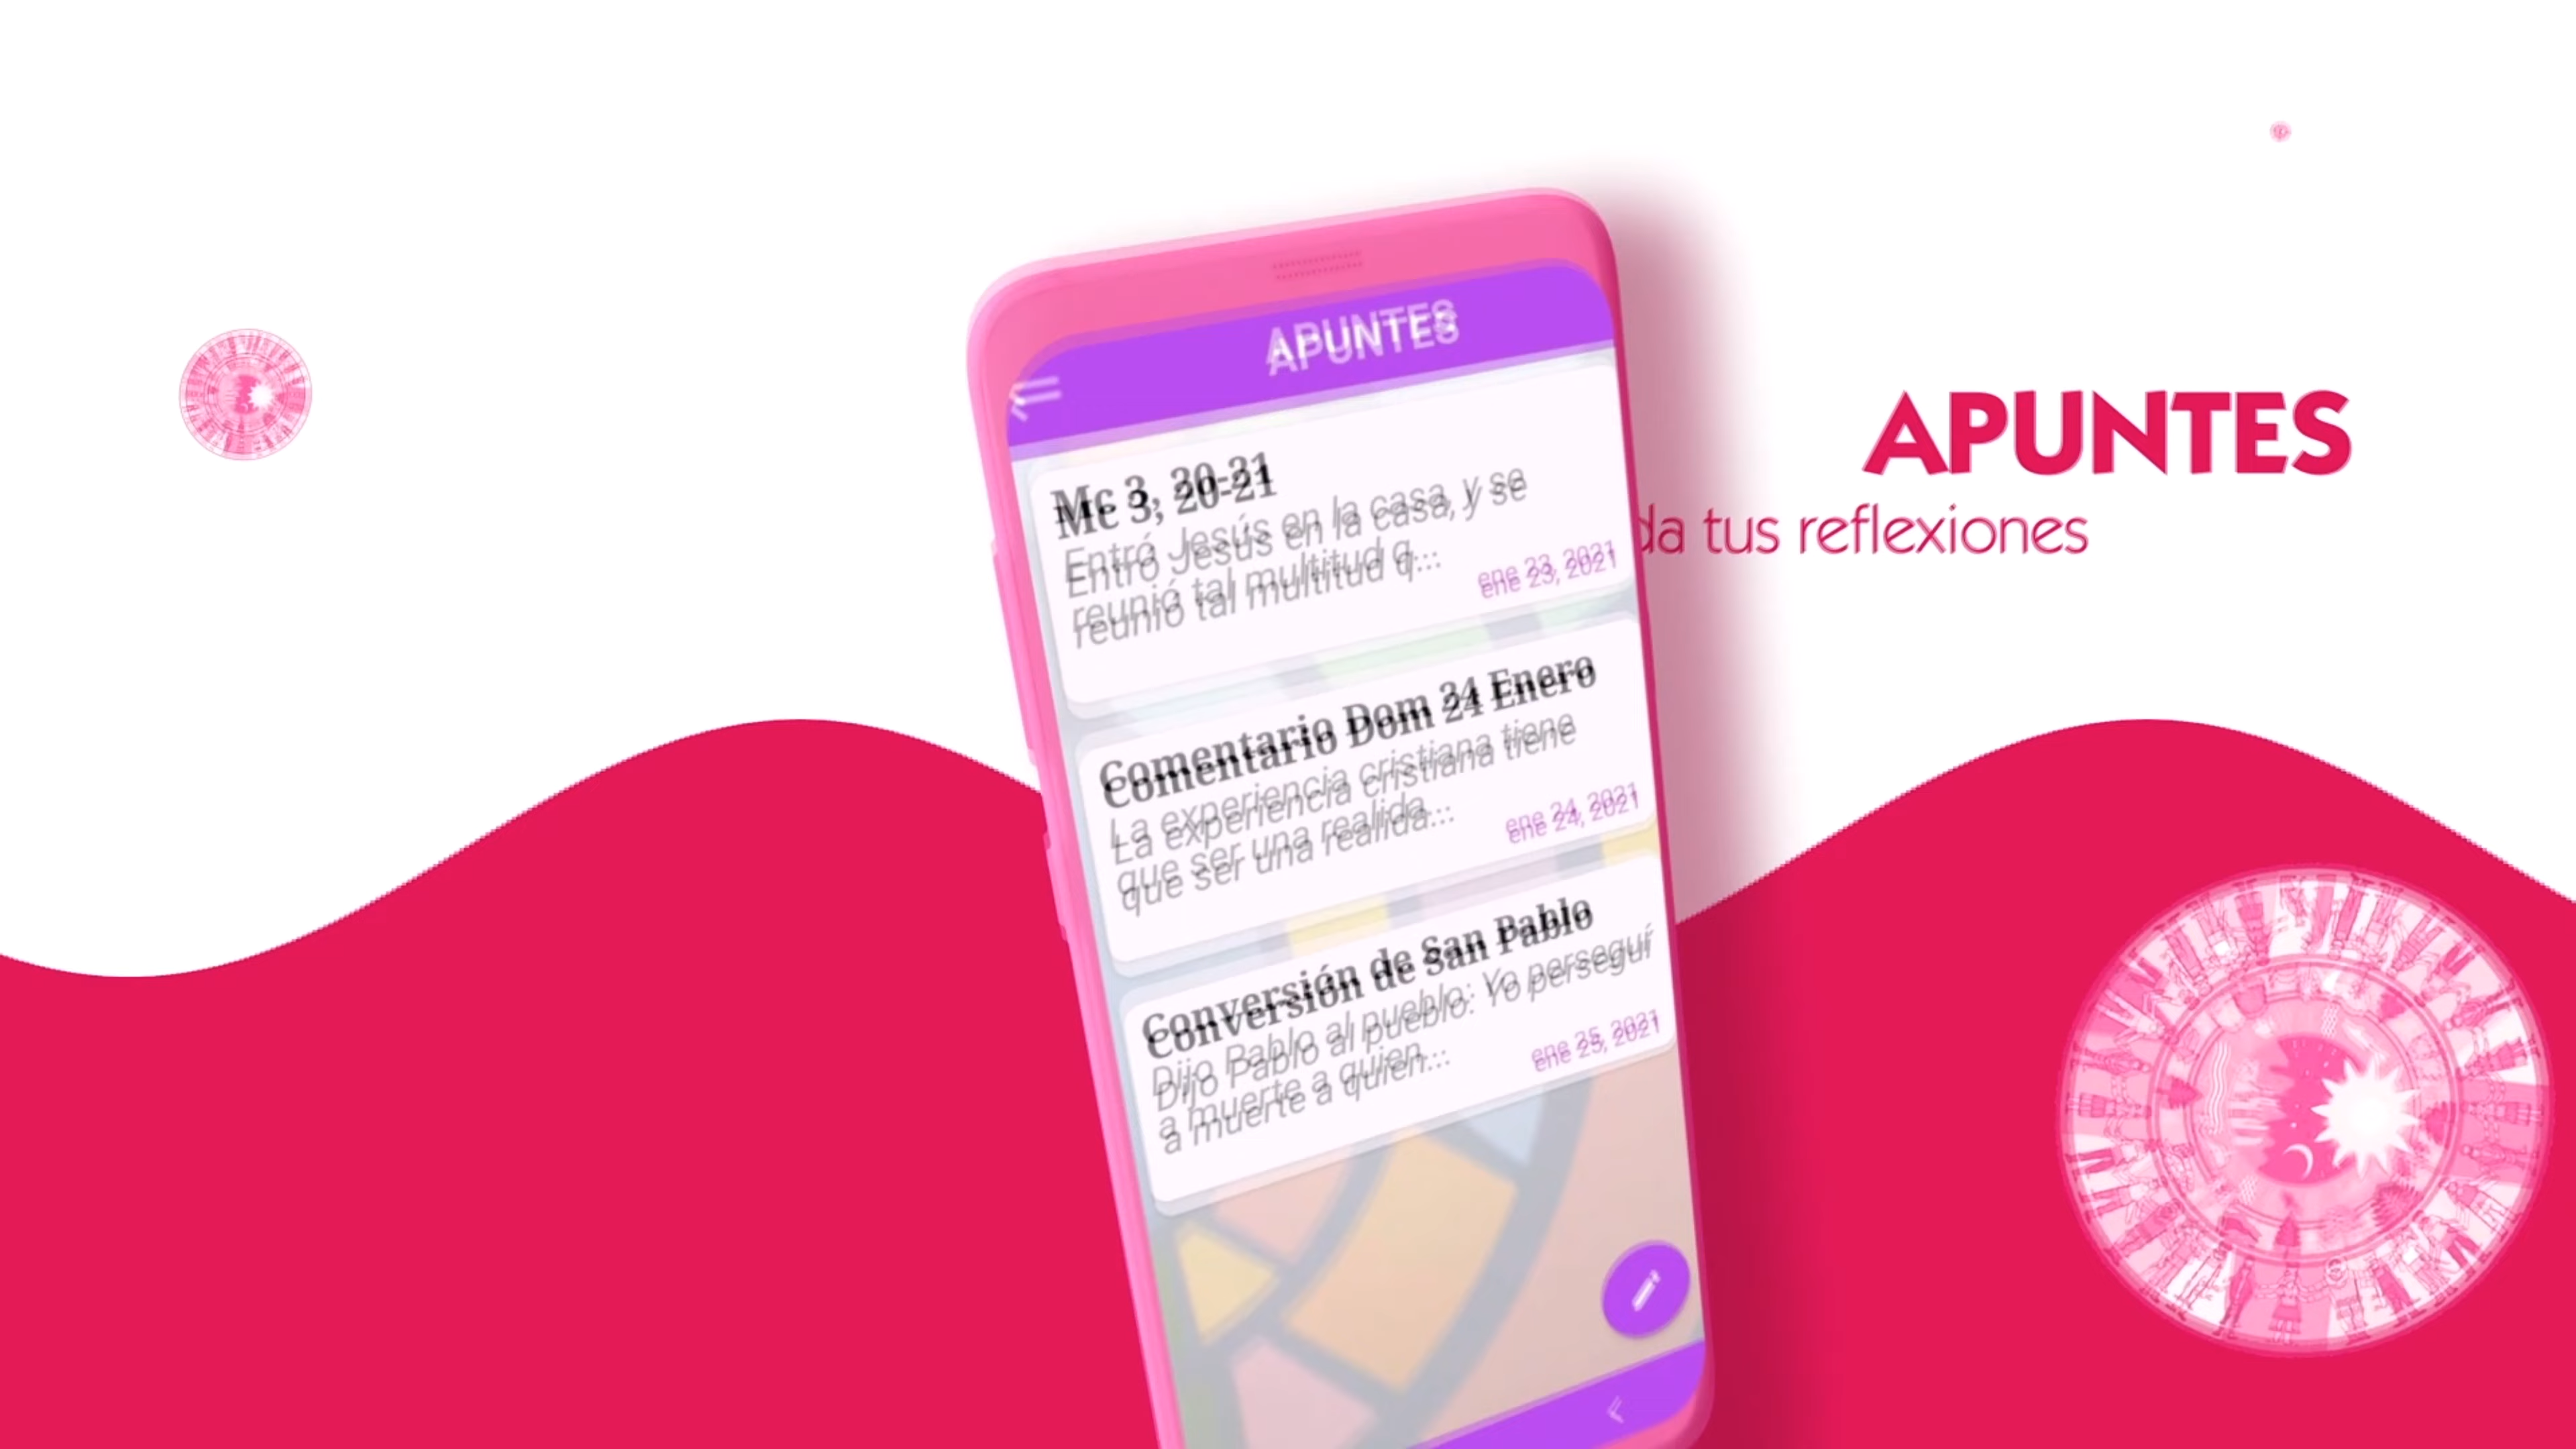 APUNTES
Mc 3, 20-21
Entró Jesús en la casa, y se
reunió tal multitud q...
ene 23, 2021
Comentario Dom 24 Enero
La experiencia cristiana tiene
que ser una realida...
ene 24, 2021
Conversión de San Pablo
Dijo Pablo al pueblo: Yo perseguí
a muerte a quien...
ene 25, 2021
APUNTES
da tus reflexiones